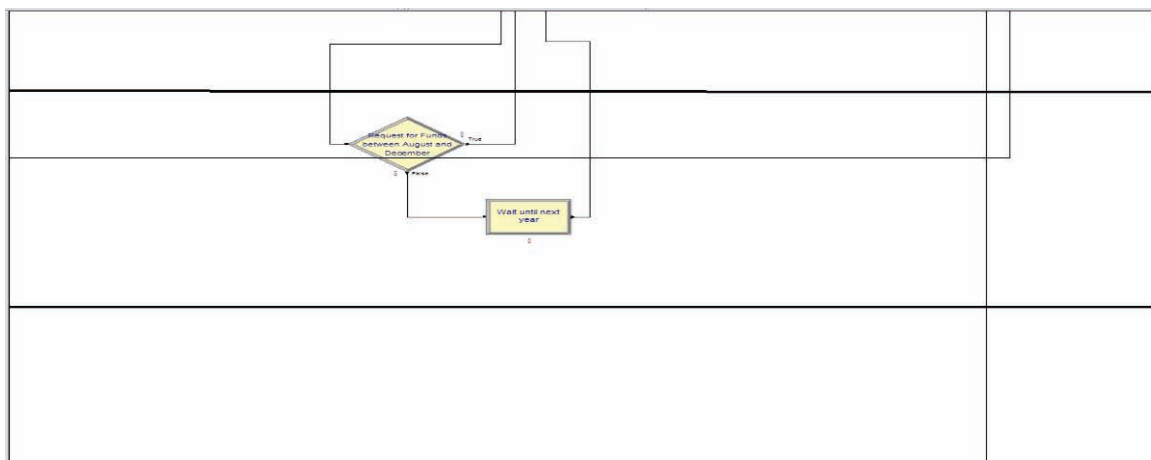 Request for Funds
between August and
December
True
False
Wait until next
year